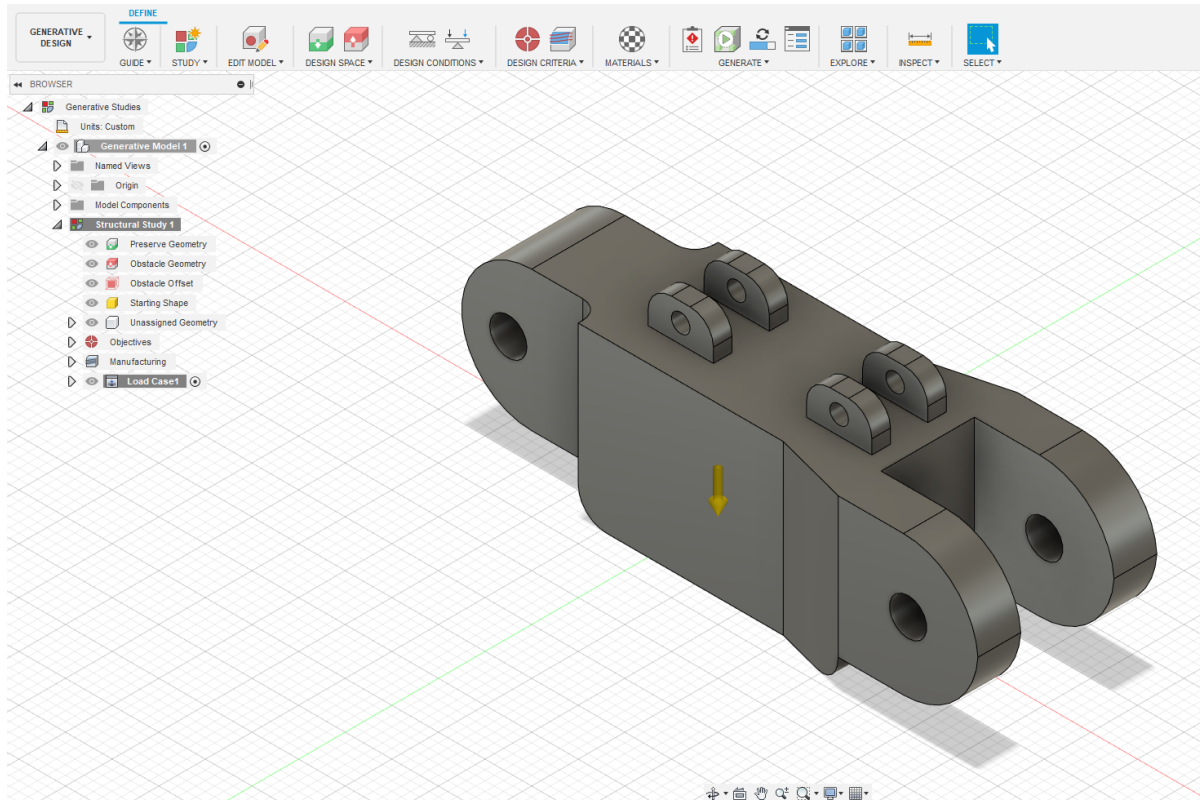 DEFINE
GENERATIVE
DESIGN
GUIDE
STUDY
EDIT MODEL
DESIGN SPACE
DESIGN CONDITIONS
DESIGN CRITERIA
MATERIALS
GENERATE
EXPLORE
INSPECT
SELECT
BROWSER
Generative Studies
Units: Custom
Generative Model 1
Named Views
Origin
Model Components
Structural Study 1
Preserve Geometry
Obstacle Geometry
Obstacle Offset
Starting Shape
Unassigned Geometry
Objectives
Manufacturing
Load Case1